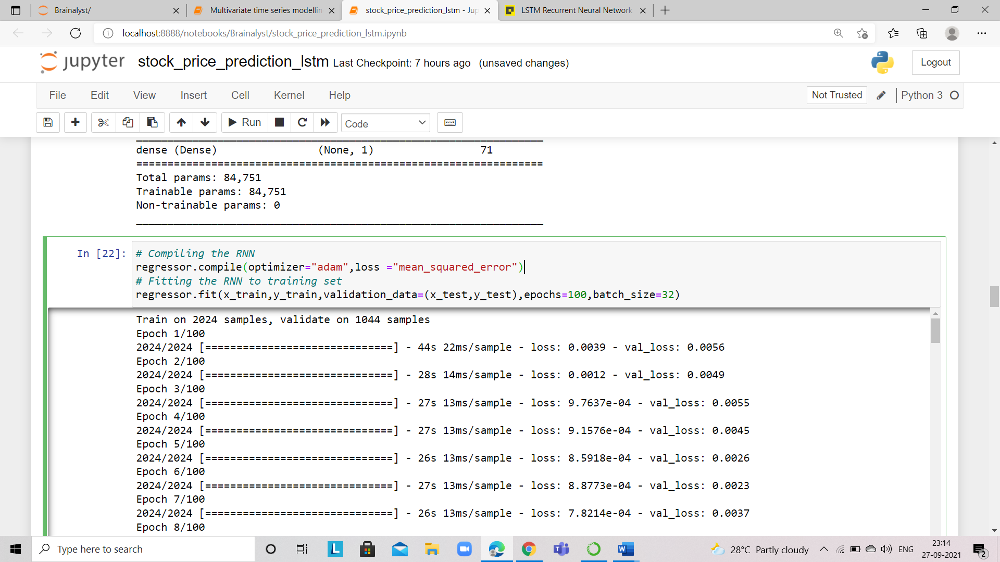 Brainalyst/
Multivariate time series modellin
stock_price_prediction_lstm - Jup
LSTM Recurrent Neural Network
localhost:8888/notebooks/Brainalyst/stock_price_prediction_lstm.ipynb
jupyter stock_price_prediction_lstm Last Checkpoint: 7 hours ago (unsaved changes)
Logout
File Edit View Insert Cell Kernel Help
Not Trusted
Python 3
Run
Code
dense (Dense) (None, 1) 71
=================================================================
Total params: 84,751
Trainable params: 84,751
Non-trainable params: 0
_________________________________________________________________
In [22]:
# Compiling the RNN
regressor.compile(optimizer="adam",loss ="mean_squared_error")
# Fitting the RNN to training set
regressor.fit(x_train,y_train,validation_data=(x_test,y_test),epochs=100,batch_size=32)
Train on 2024 samples, validate on 1044 samples
Epoch 1/100
2024/2024 [==============================] - 44s 22ms/sample - loss: 0.0039 - val_loss: 0.0056
Epoch 2/100
2024/2024 [==============================] - 28s 14ms/sample - loss: 0.0012 - val_loss: 0.0049
Epoch 3/100
2024/2024 [==============================] - 27s 13ms/sample - loss: 9.7637e-04 - val_loss: 0.0055
Epoch 4/100
2024/2024 [==============================] - 27s 13ms/sample - loss: 9.1576e-04 - val_loss: 0.0045
Epoch 5/100
2024/2024 [==============================] - 26s 13ms/sample - loss: 8.5918e-04 - val_loss: 0.0026
Epoch 6/100
2024/2024 [==============================] - 27s 13ms/sample - loss: 8.8773e-04 - val_loss: 0.0023
Epoch 7/100
2024/2024 [==============================] - 26s 13ms/sample - loss: 7.8214e-04 - val_loss: 0.0037
Epoch 8/100
Type here to search
L
W
28°C Partly cloudy
ENG
23:14
27-09-2021
2